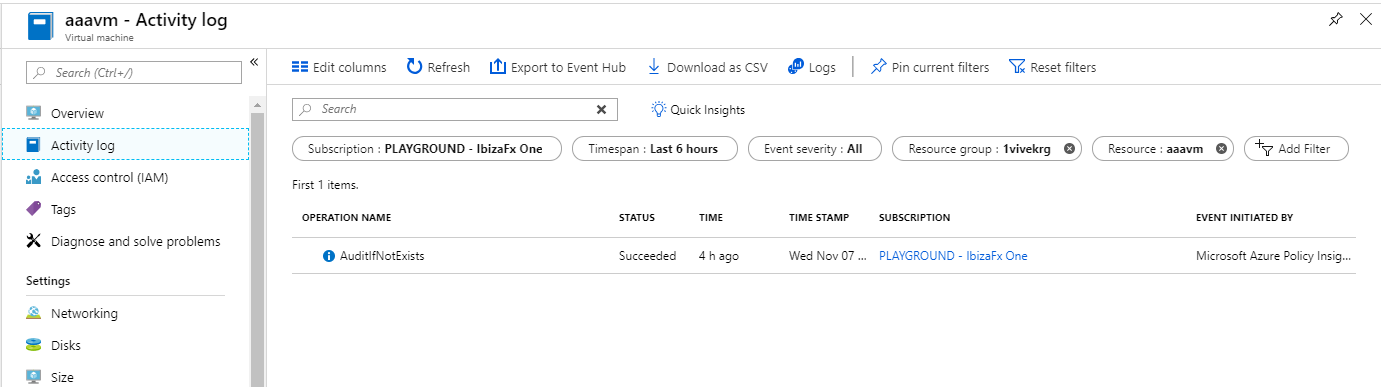 aaavm - Activity log
Virtual machine
Search (Ctrl+/)
Overview
Activity log
Access control (IAM)
Tags
Diagnose and solve problems
Settings
Networking
Disks
Size
Edit columns Refresh Export to Event Hub Download as CSV Logs Pin current filters Reset filters
Search
Quick Insights
Subscription : PLAYGROUND - IbizaFx One Timespan : Last 6 hours Event severity : All Resource group : 1vivekrg Resource : aaavm Add Filter
First 1 items.
OPERATION NAME STATUS TIME TIME STAMP SUBSCRIPTION EVENT INITIATED BY
AuditIfNotExists Succeeded 4 h ago Wed Nov 07 ... PLAYGROUND - IbizaFx One Microsoft Azure Policy Insig...